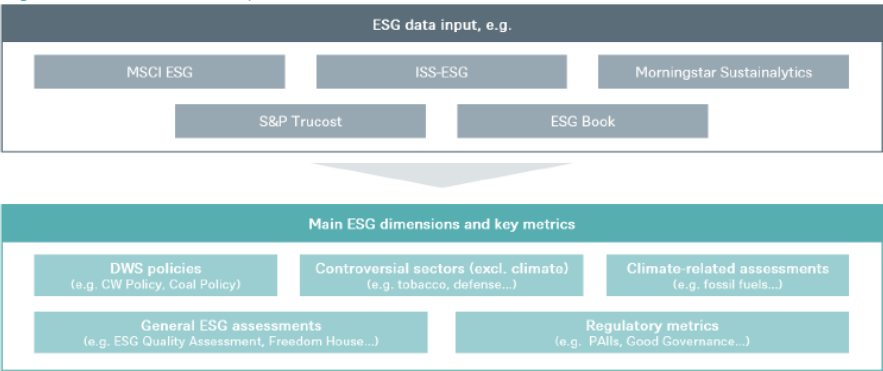 ESG data input, e.g.
MSCI ESG
ISS-ESG
Morningstar Sustainalytics
S&P Trucost
ESG Book
Main ESG dimensions and key metrics
DWS policies
(e.g. CW Policy, Coal Policy)
Controversial sectors (excl. climate)
(e.g. tobacco, defense...)
Climate-related assessments
(e.g. fossil fuels...)
General ESG assessments
(e.g. ESG Quality Assessment, Freedom House...)
Regulatory metrics
(e.g. PAIIs, Good Governance...)